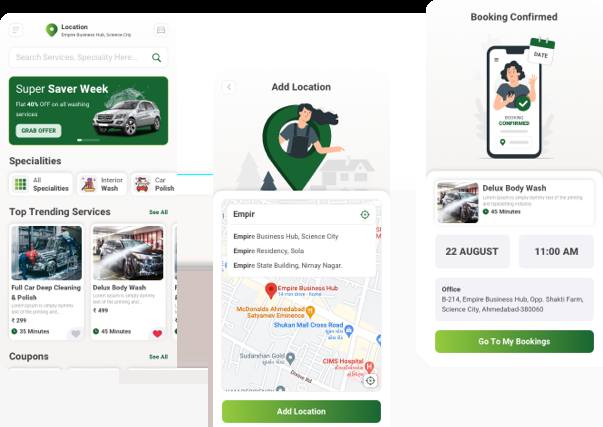 Location
Empire Business Hub, Science City
Search Services, Speciality Here...
Super Saver Week
Flat 40% OFF on all washing
services
GRAB OFFER
Specialities
All
Specialities
Interior
Wash
Car
Polish
Top Trending Services
See All
Full Car Deep Cleaning
& Polish
Lorem Ipsum is simply dummy
text of the printing and...
₹ 299
35 Minutes
Delux Body Wash
Lorem Ipsum is simply dummy
text of the printing and...
₹ 499
45 Minutes
Coupons
See All
Add Location
Empir
Empire Business Hub, Science City
Empire Residency, Sola
Empire State Building, Nirnay Nagar.
Empire Business Hub
14 min drive - home
McDonald's Ahmedabad
Satyamev Eminence
Shukan Mall Cross Road
Sudarshan Gold
CIMS Hospital
Divine Rd
Add Location
Booking Confirmed
DATE
BOOKING
CONFIRMED
Delux Body Wash
Lorem Ipsum is simply dummy text of the printing
and typesetting industry.
45 Minutes
22 AUGUST
11:00 AM
Office
B-214, Empire Business Hub, Opp. Shakti Farm,
Science City, Ahmedabad-380060
Go To My Bookings